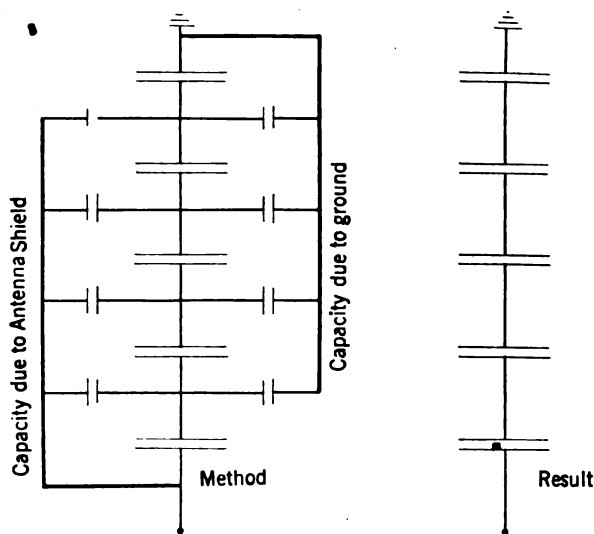 Capacity due to Antenna Shield
Capacity due to ground
Method
Result